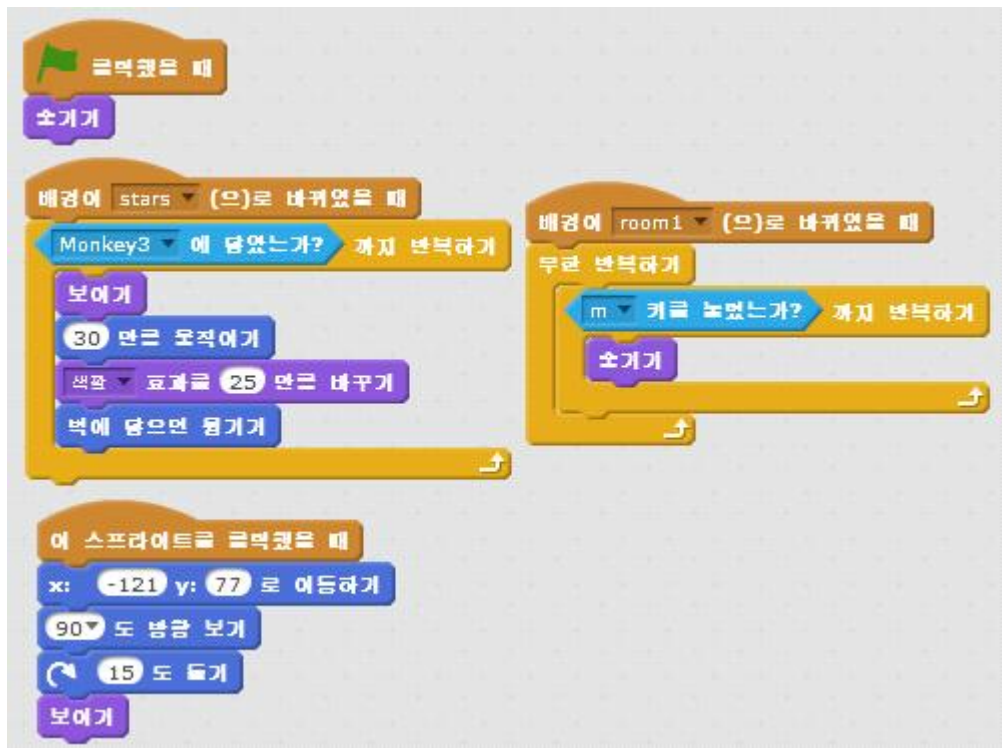 클릭했을 때
숨기기
배경이 stars (으)로 바뀌었을 때
Monkey3 에 닿았는가? 까지 반복하기
보이기
30 만큼 움직이기
색깔 효과를 25 만큼 바꾸기
벽에 닿으면 튕기기
배경이 room1 (으)로 바뀌었을 때
무한 반복하기
m 키를 눌렀는가? 까지 반복하기
숨기기
이 스프라이트를 클릭했을 때
x: -121 y: 77 로 이동하기
90 도 방향 보기
15 도 돌기
보이기